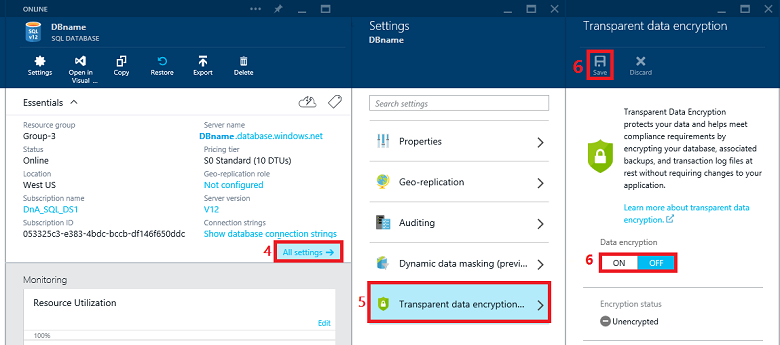 ONLINE
DBname
SQL DATABASE
SQL
v12
Settings
Open in
Visual ...
Copy
Restore
Export
Delete
Essentials
Resource group
Group-3
Status
Online
Location
West US
Subscription name
DnA_SQL_DS1
Subscription ID
053325c3-e383-4bdc-bccb-df146f650ddc
Server name
DBname.database.windows.net
Pricing tier
S0 Standard (10 DTUs)
Geo-replication role
Not configured
Server version
V12
Connection strings
Show database connection strings
4
All settings →
Monitoring
Resource Utilization
Edit
100%
Settings
DBname
Search settings
Properties
Geo-replication
Auditing
Dynamic data masking (previ...
5
Transparent data encryption...
Transparent data encryption
6
Save
Discard
Transparent Data Encryption
protects your data and helps meet
compliance requirements by
encrypting your database, associated
backups, and transaction log files at
rest without requiring changes to your
application.
Learn more about transparent data
encryption.
Data encryption
6
ON
OFF
Encryption status
Unencrypted